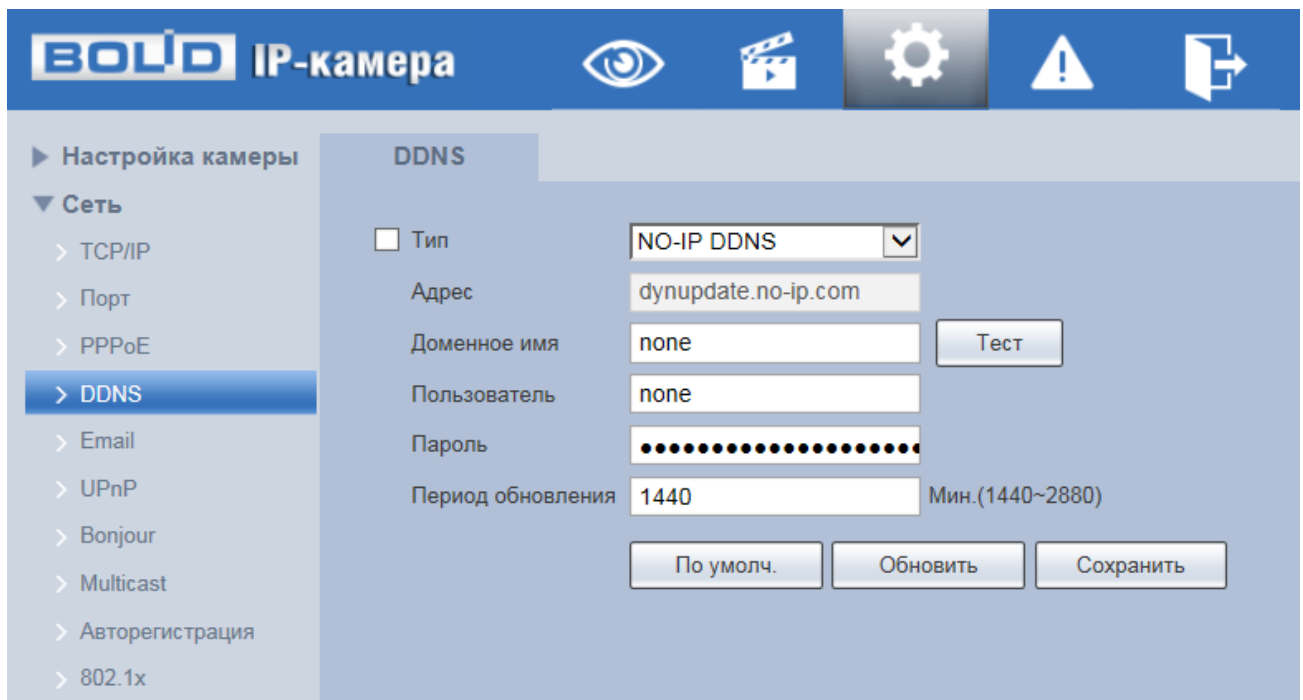 BOLID IP-камера
Настройка камеры
Сеть
TCP/IP
Порт
PPPoE
DDNS
Email
UPnP
Bonjour
Multicast
Авторегистрация
802.1x
DDNS
Тип NO-IP DDNS
Адрес dynupdate.no-ip.com
Доменное имя none Тест
Пользователь none
Пароль ●●●●●●●●●●●●●●●●●●●●
Период обновления 1440 Мин.(1440~2880)
По умолч. Обновить Сохранить